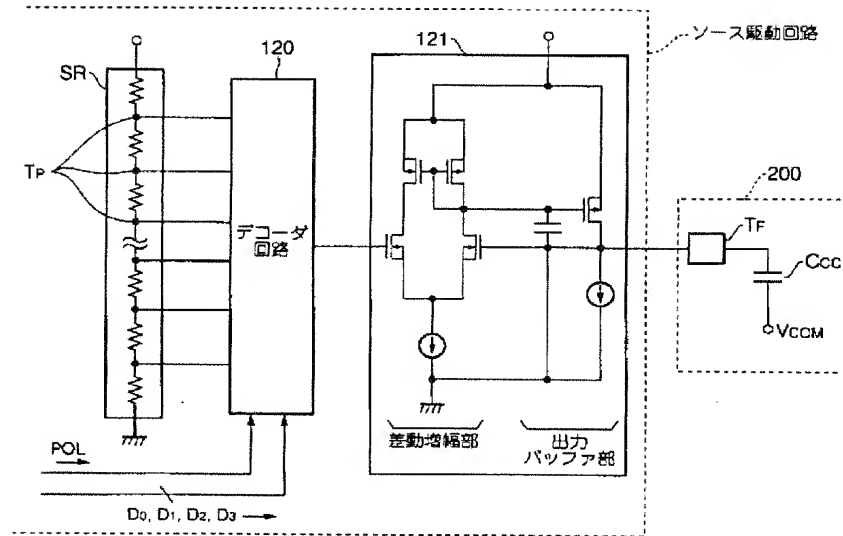 ソース駆動回路
120
121
SR
TP
デコーダ
回路
200
TF
CCC
VCCM
差動増幅部
出力
バッファ部
POL
D0, D1, D2, D3